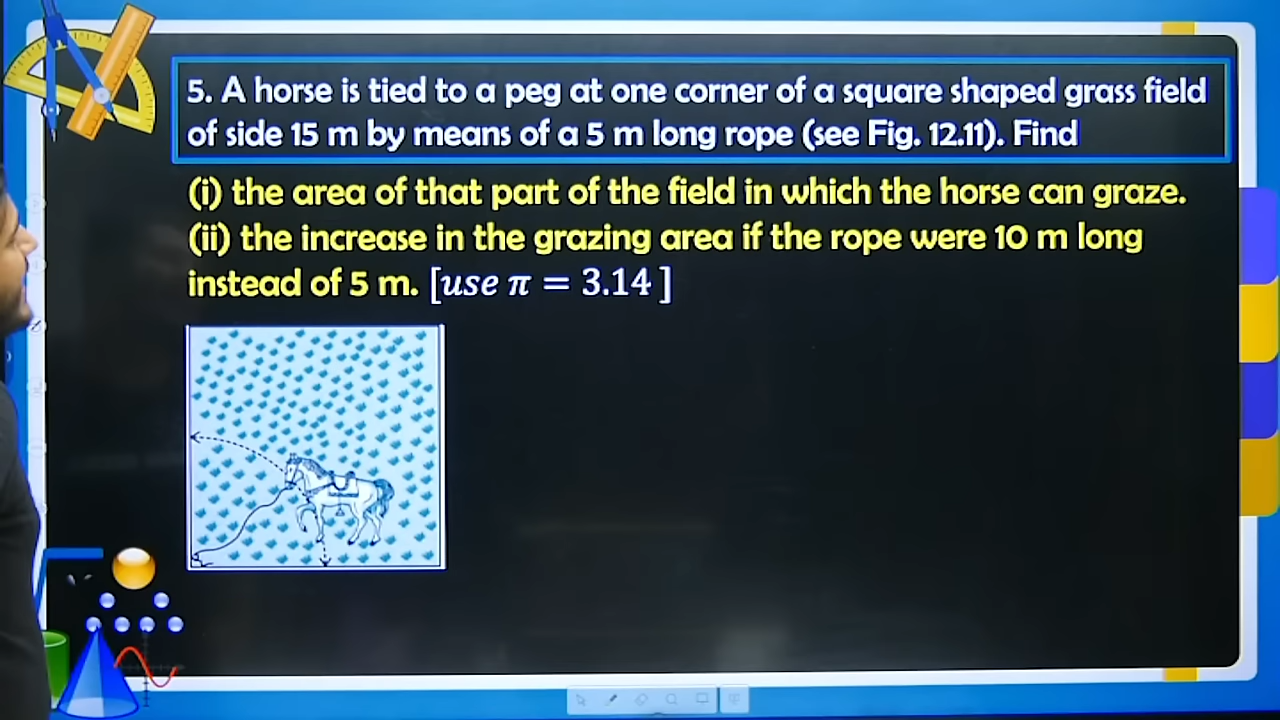 5. A horse is tied to a peg at one corner of a square shaped grass field
of side 15 m by means of a 5 m long rope (see Fig. 12.11). Find
(i) the area of that part of the field in which the horse can graze.
(ii) the increase in the grazing area if the rope were 10 m long
instead of 5 m. [use π = 3.14 ]